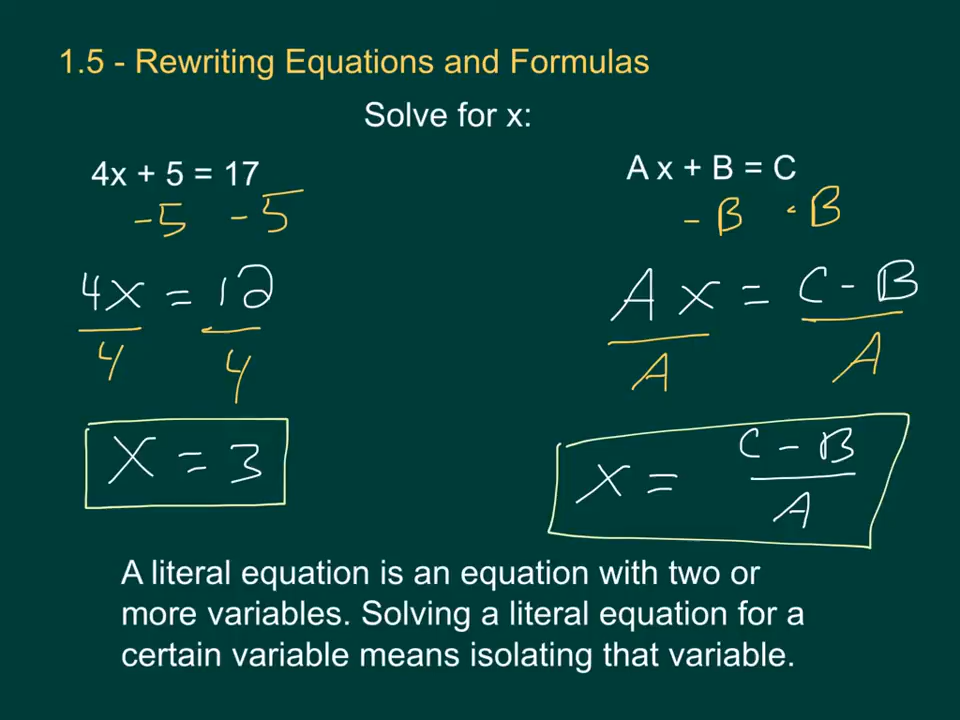 1.5 - Rewriting Equations and Formulas
Solve for x:
4x + 5 = 17
-5 -5
4x = 12
4 4
x = 3
A x + B = C
- B - B
A x = C - B
A A
x = C - B
A
A literal equation is an equation with two or
more variables. Solving a literal equation for a
certain variable means isolating that variable.